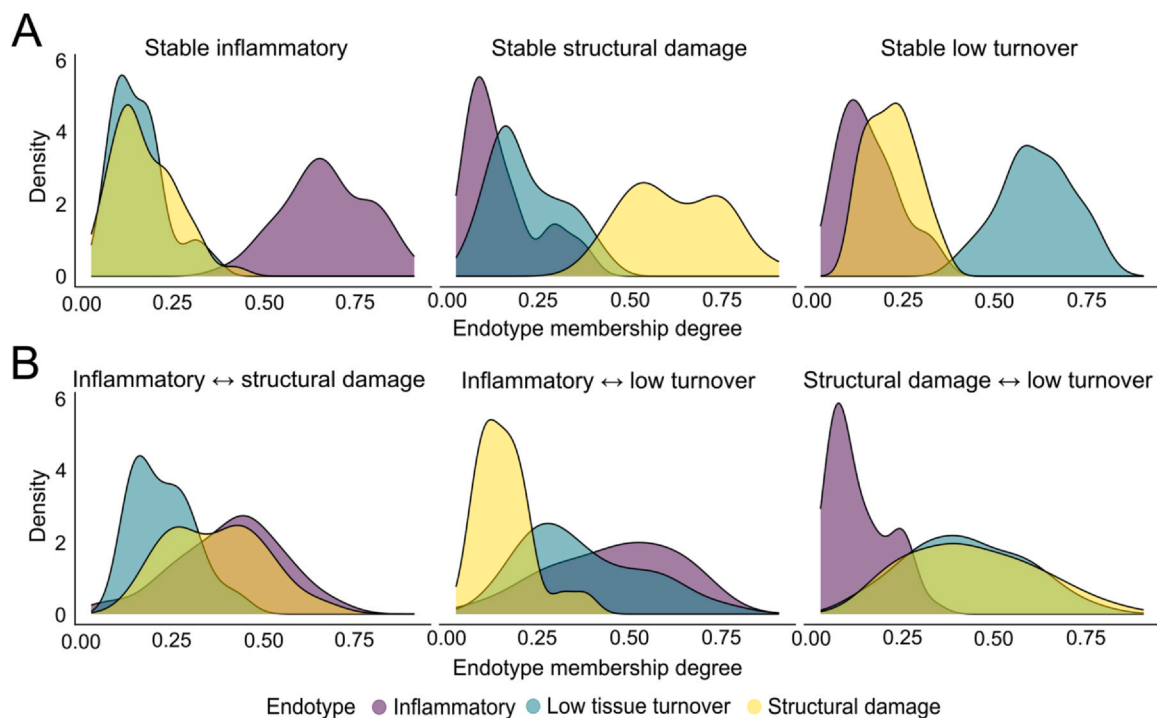 A
Stable inflammatory
Stable structural damage
Stable low turnover
6
4
2
0
Density
0.00 0.25 0.50 0.75
0.00 0.25 0.50 0.75
0.00 0.25 0.50 0.75
Endotype membership degree
B
Inflammatory ↔ structural damage
Inflammatory ↔ low turnover
Structural damage ↔ low turnover
6
4
2
0
Density
0.00 0.25 0.50 0.75
0.00 0.25 0.50 0.75
0.00 0.25 0.50 0.75
Endotype membership degree
Endotype Inflammatory Low tissue turnover Structural damage